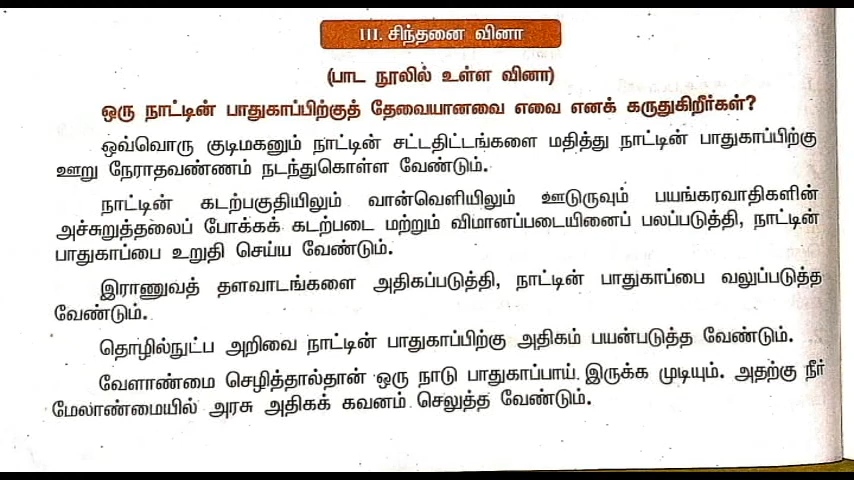 III. சிந்தனை வினா
(பாட நூலில் உள்ள வினா)
ஒரு நாட்டின் பாதுகாப்பிற்குத் தேவையானவை எவை எனக் கருதுகிறீர்கள்?
ஒவ்வொரு குடிமகனும் நாட்டின் சட்டதிட்டங்களை மதித்து நாட்டின் பாதுகாப்பிற்கு
ஊறு நேராதவண்ணம் நடந்துகொள்ள வேண்டும்.
நாட்டின் கடற்பகுதியிலும் வான்வெளியிலும் ஊடுருவும் பயங்கரவாதிகளின்
அச்சுறுத்தலைப் போக்கக் கடற்படை மற்றும் விமானப்படையினைப் பலப்படுத்தி, நாட்டின்
பாதுகாப்பை உறுதி செய்ய வேண்டும்.
இராணுவத் தளவாடங்களை அதிகப்படுத்தி, நாட்டின் பாதுகாப்பை வலுப்படுத்த
வேண்டும்.
தொழில்நுட்ப அறிவை நாட்டின் பாதுகாப்பிற்கு அதிகம் பயன்படுத்த வேண்டும்.
வேளாண்மை செழித்தால்தான் ஒரு நாடு பாதுகாப்பாய் இருக்க முடியும். அதற்கு நீர்
மேலாண்மையில் அரசு அதிகக் கவனம் செலுத்த வேண்டும்.